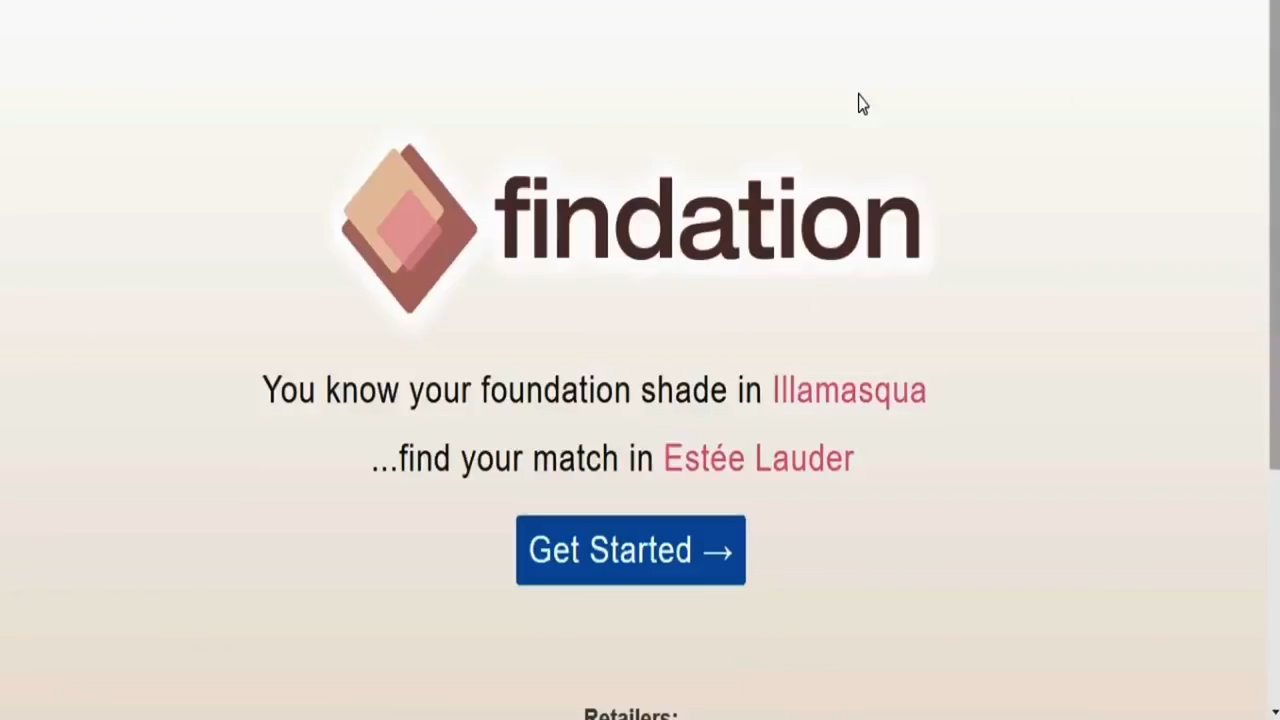 findation
You know your foundation shade in Illamasqua
...find your match in Estée Lauder
Get Started →
Retailers: